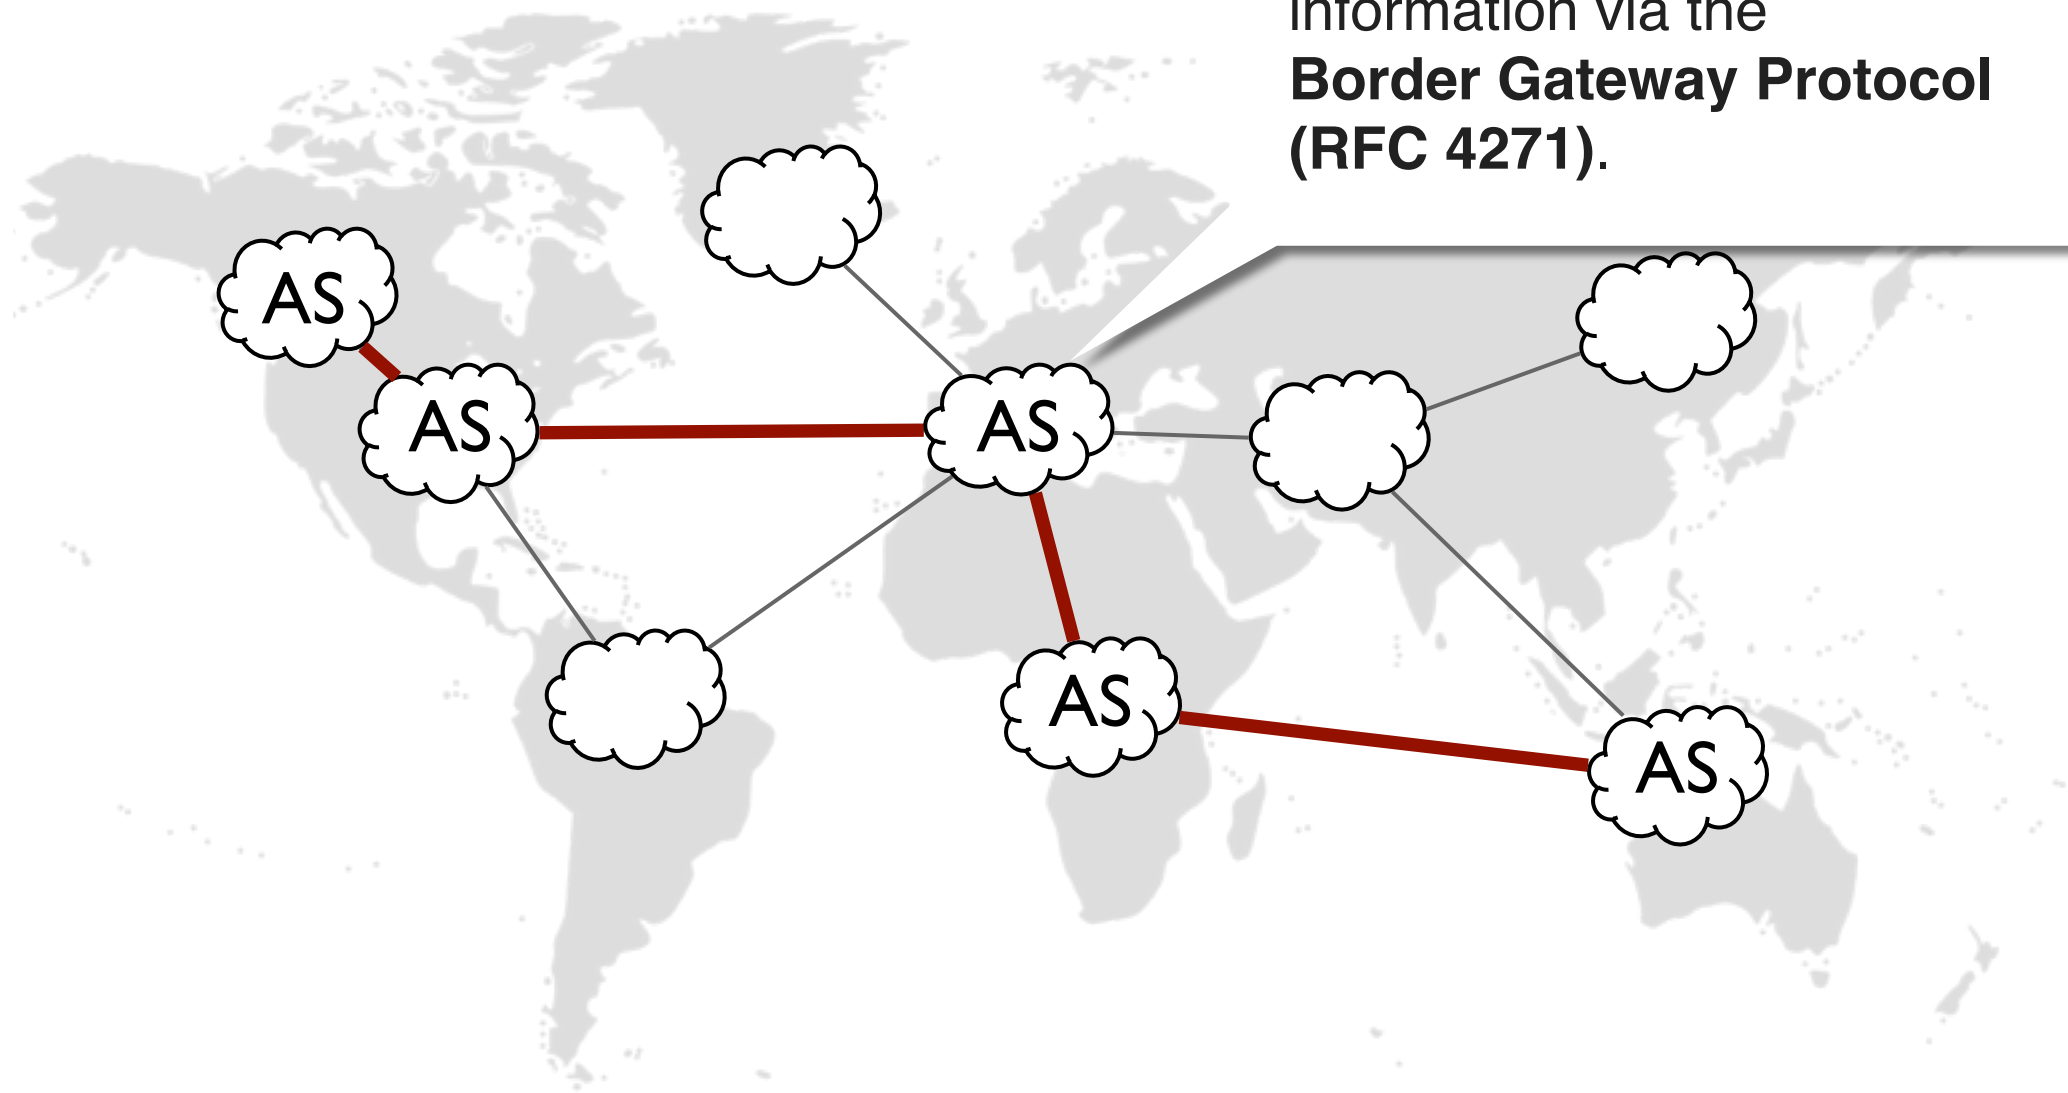 information via the
Border Gateway Protocol
(RFC 4271).
AS
AS
AS
AS
AS